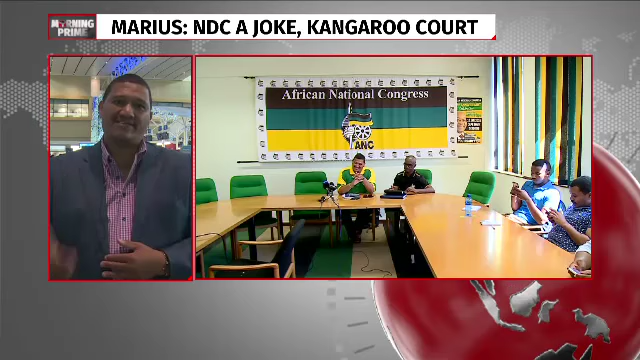 MORNING
PRIME
MARIUS: NDC A JOKE, KANGAROO COURT
African National Congress
ANC